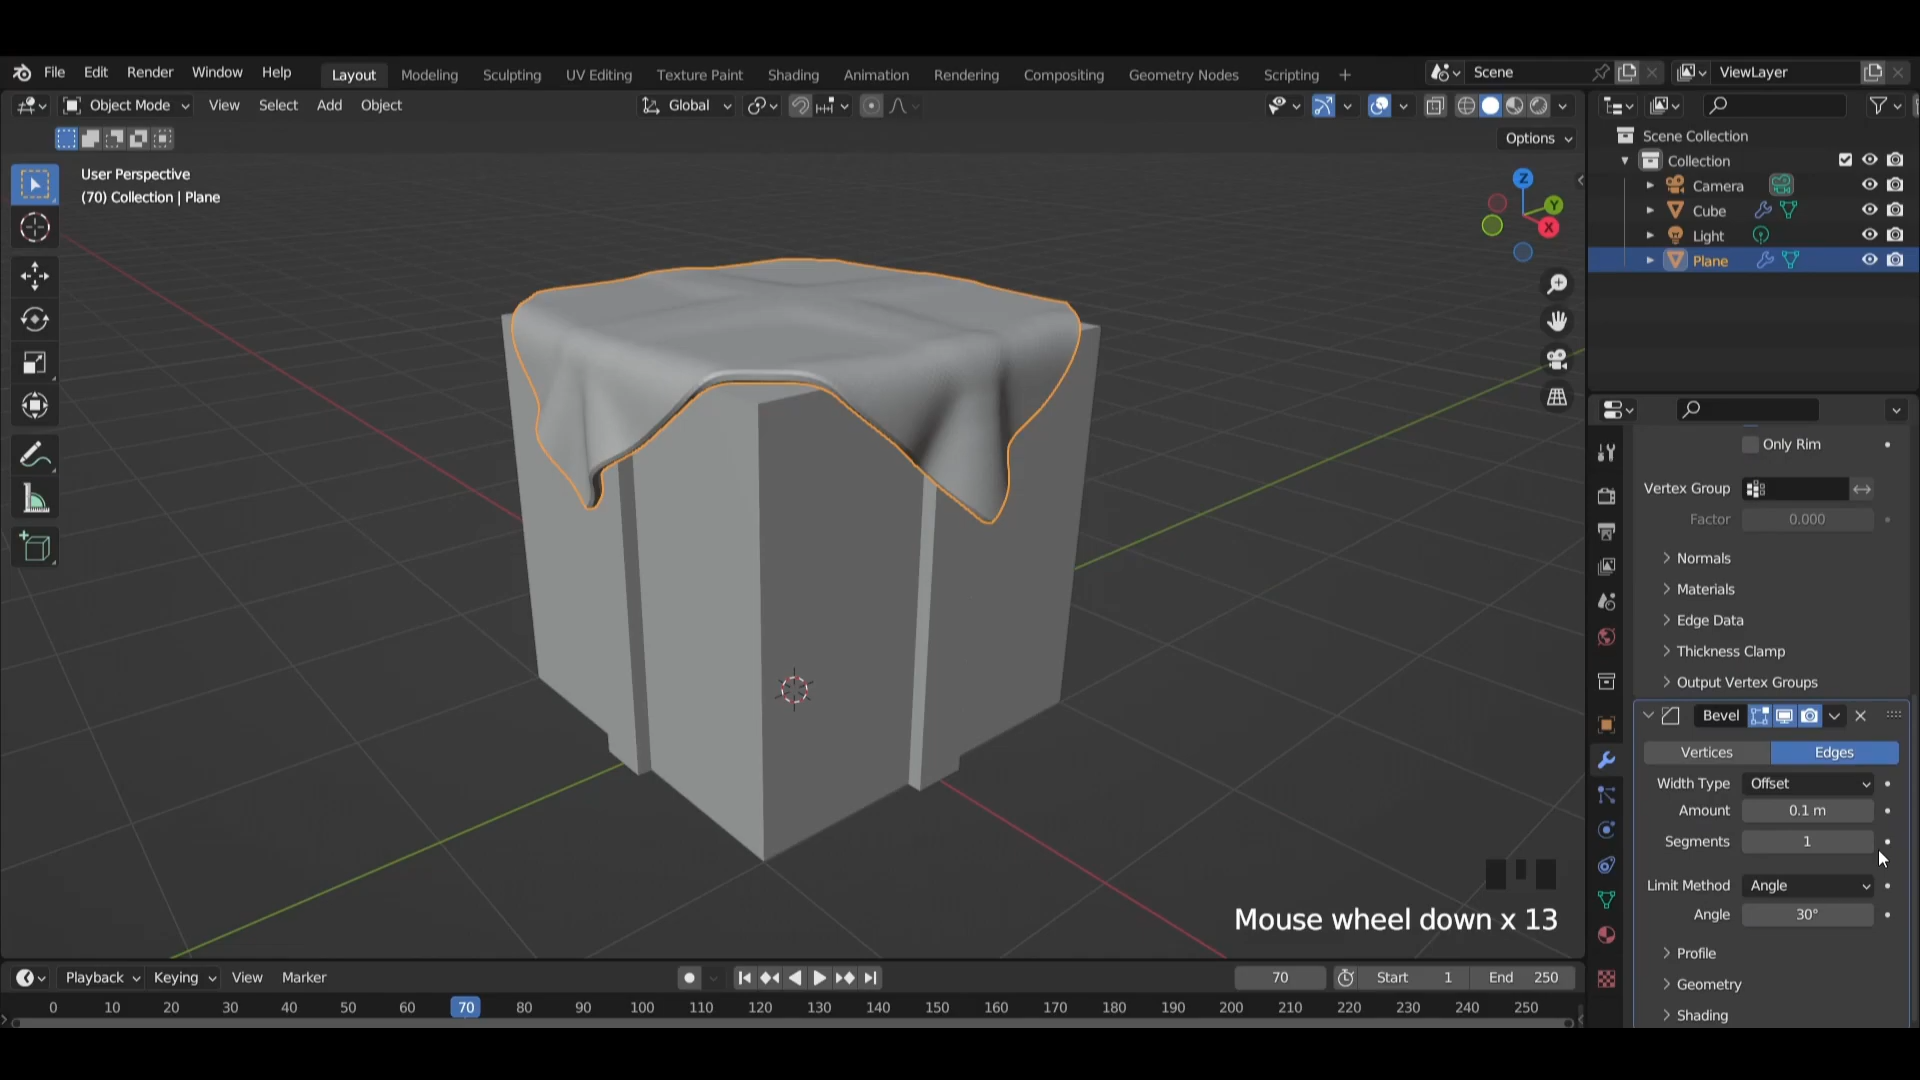 File Edit Render Window Help Layout Modeling Sculpting UV Editing Texture Paint Shading Animation Rendering Compositing Geometry Nodes Scripting + Scene ViewLayer
Object Mode View Select Add Object Global
Options
User Perspective
(70) Collection | Plane
Z
Y
X
Scene Collection
Collection
Camera
Cube
Light
Plane
Only Rim
Vertex Group
Factor 0.000
Normals
Materials
Edge Data
Thickness Clamp
Output Vertex Groups
Bevel
Vertices Edges
Width Type Offset
Amount 0.1 m
Segments 1
Limit Method Angle
Angle 30°
Profile
Geometry
Shading
Mouse wheel down x 13
Playback Keying View Marker 70 Start 1 End 250
0 10 20 30 40 50 60 70 80 90 100 110 120 130 140 150 160 170 180 190 200 210 220 230 240 250